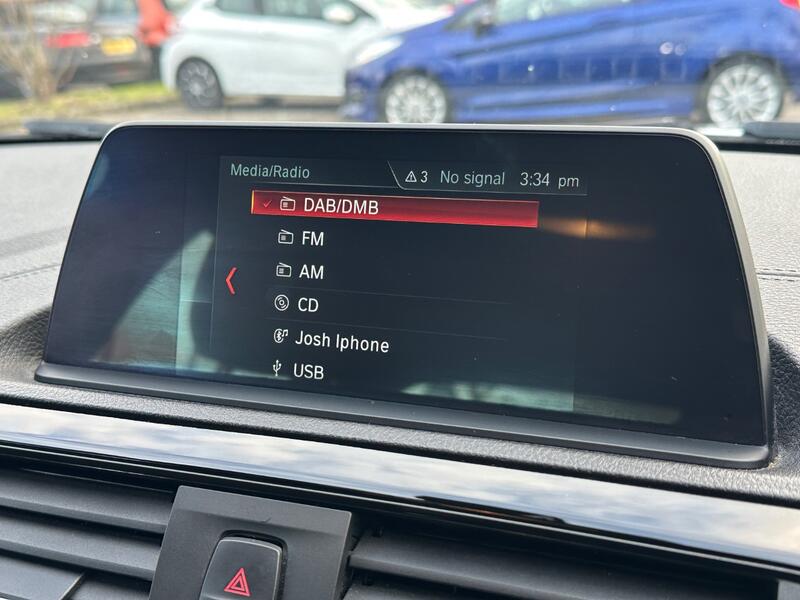 Media/Radio
3 No signal 3:34 pm
DAB/DMB
FM
AM
CD
Josh Iphone
USB